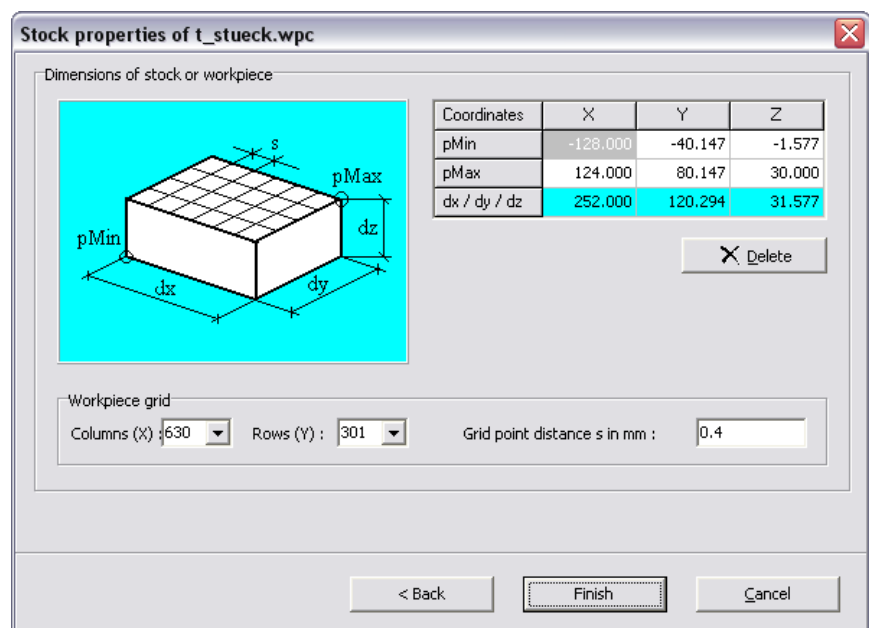 Stock properties of t_stueck.wpc
Dimensions of stock or workpiece
s
pMax
dz
pMin
dx
dy
Coordinates X Y Z
pMin -128.000 -40.147 -1.577
pMax 124.000 80.147 30.000
dx / dy / dz 252.000 120.294 31.577
Delete
Workpiece grid
Columns (X) : 630 Rows (Y) : 301 Grid point distance s in mm : 0.4
< Back Finish Cancel